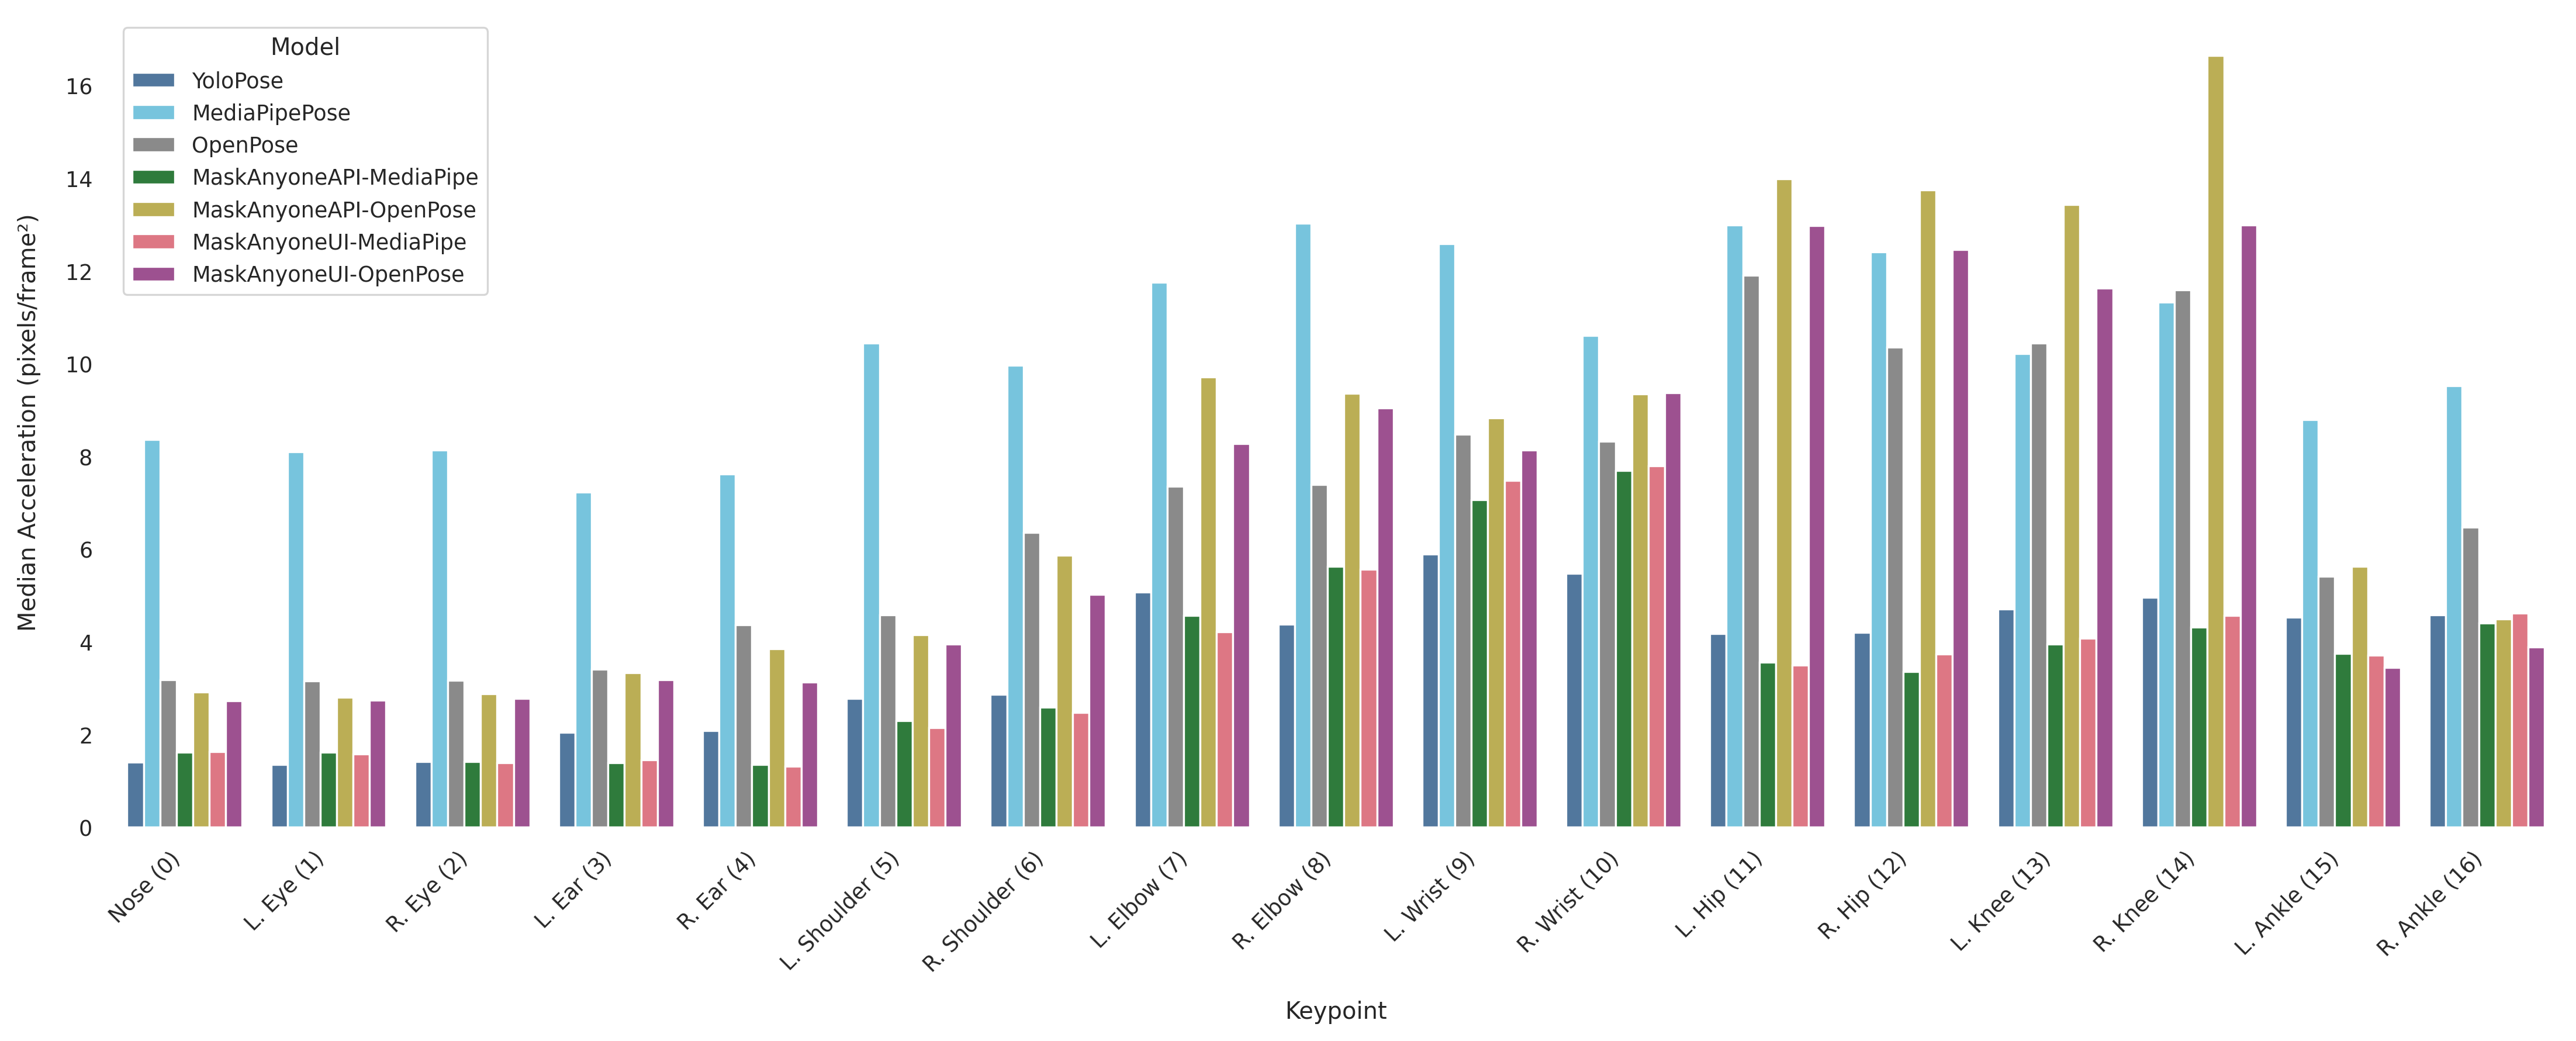 Model
YoloPose
MediaPipePose
OpenPose
MaskAnyoneAPI-MediaPipe
MaskAnyoneAPI-OpenPose
MaskAnyoneUI-MediaPipe
MaskAnyoneUI-OpenPose
Median Acceleration (pixels/frame²)
16
14
12
10
8
6
4
2
0
Nose (0)
L. Eye (1)
R. Eye (2)
L. Ear (3)
R. Ear (4)
L. Shoulder (5)
R. Shoulder (6)
L. Elbow (7)
R. Elbow (8)
L. Wrist (9)
R. Wrist (10)
L. Hip (11)
R. Hip (12)
L. Knee (13)
R. Knee (14)
L. Ankle (15)
R. Ankle (16)
Keypoint